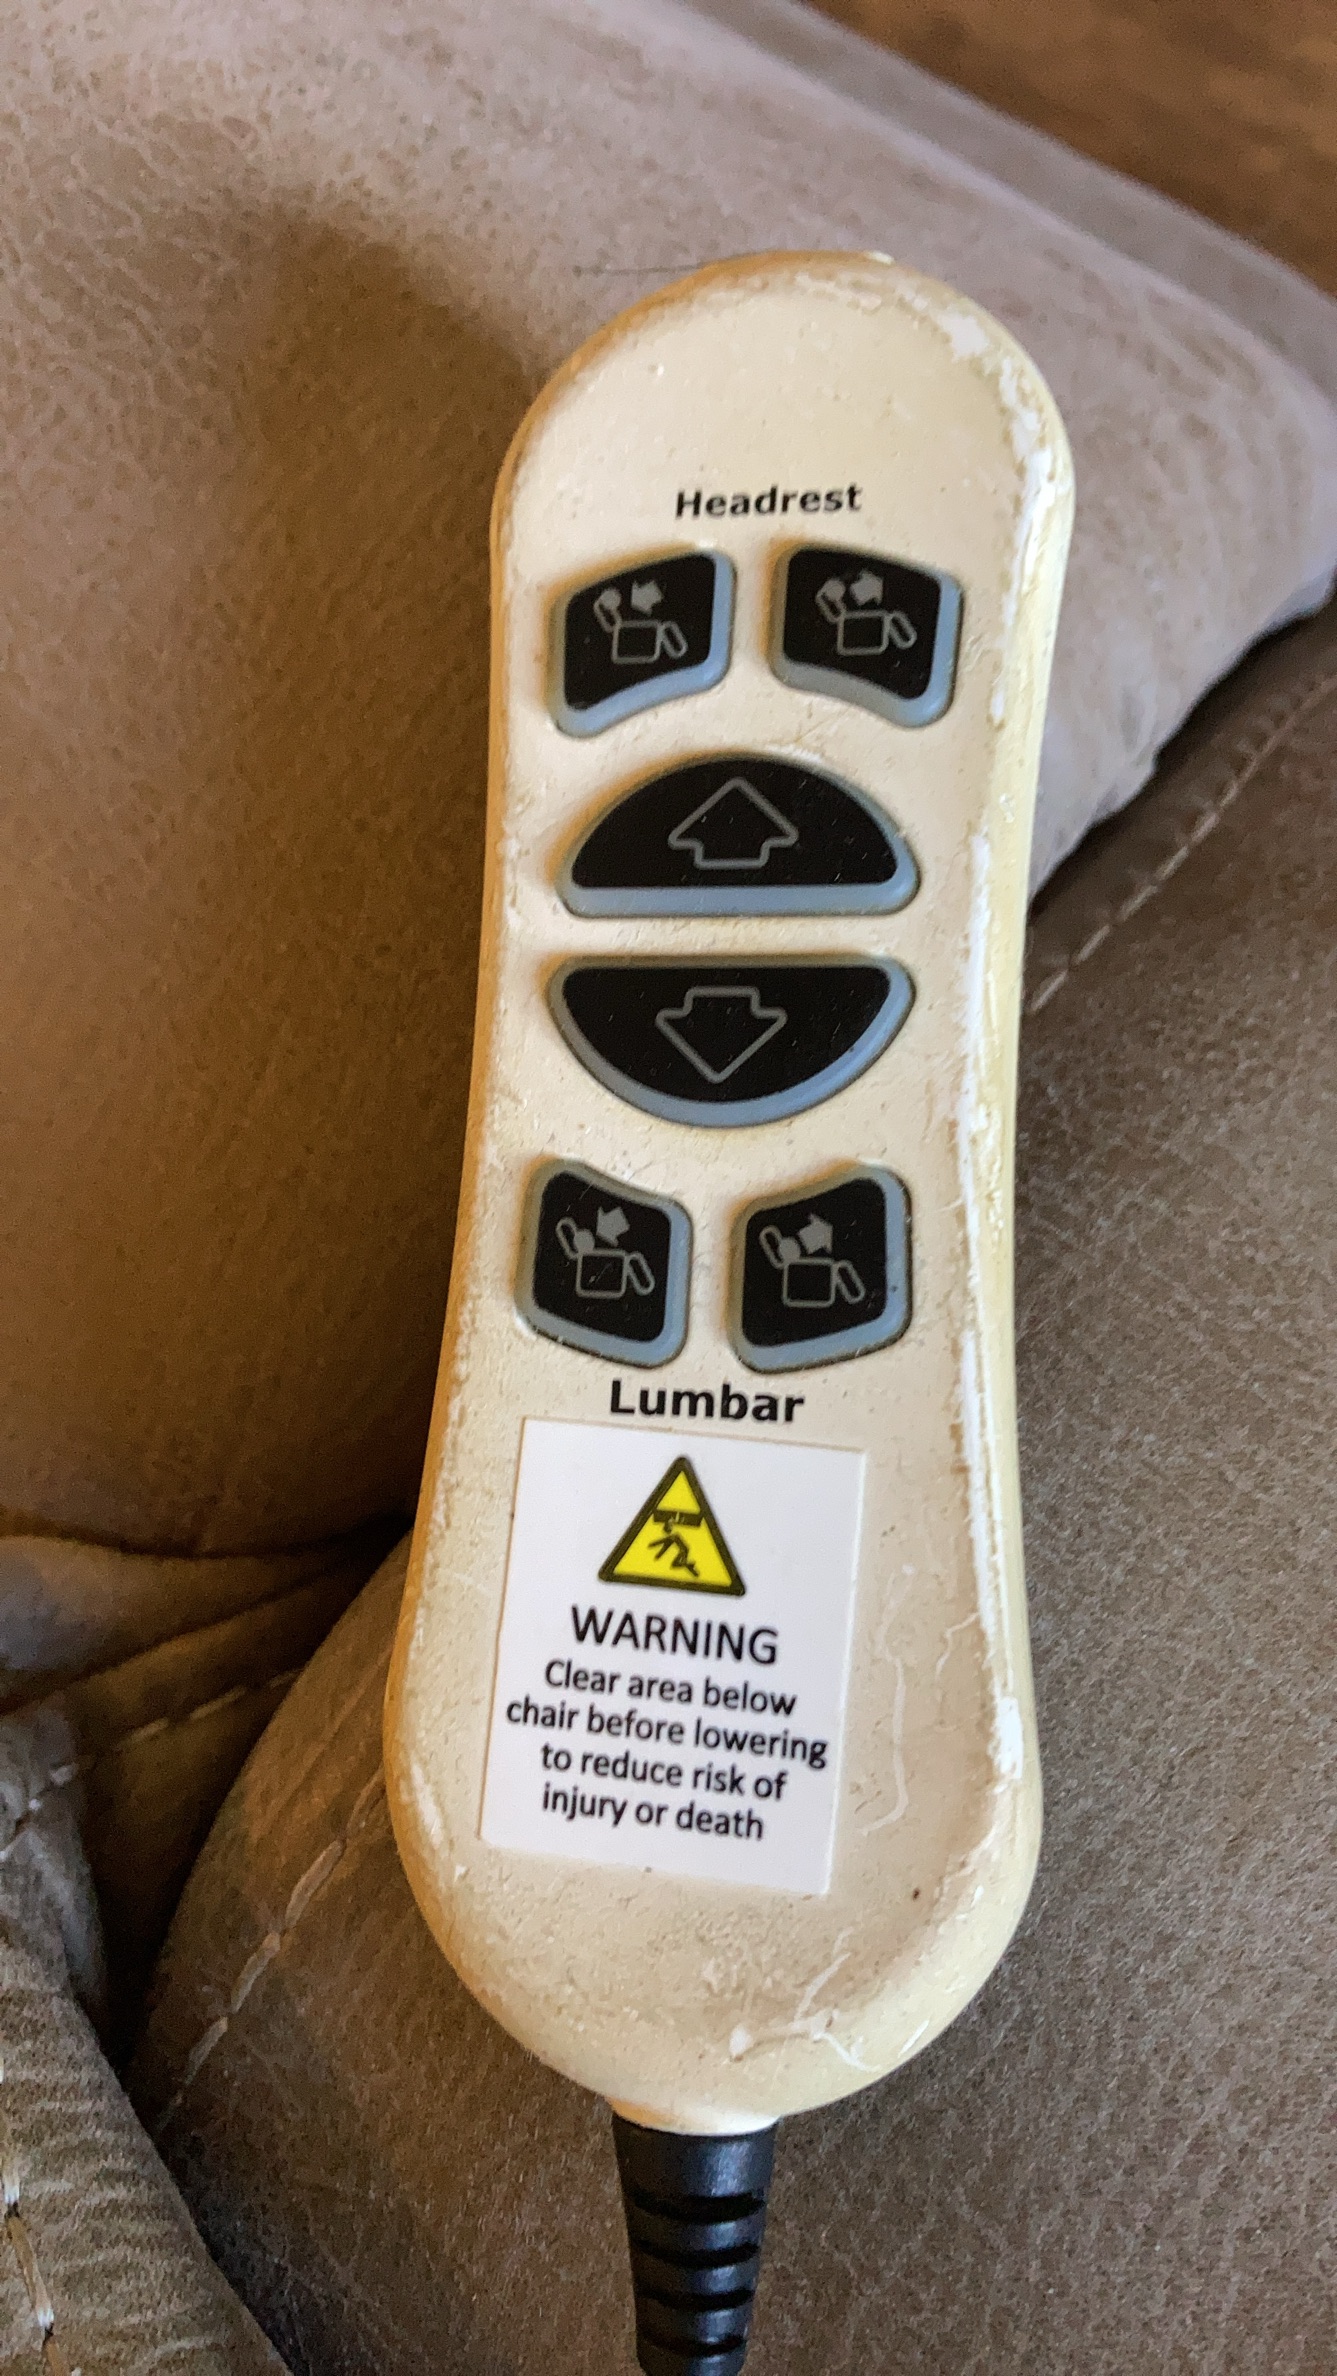 Headrest
Lumbar
WARNING
Clear area below
chair before lowering
to reduce risk of
injury or death